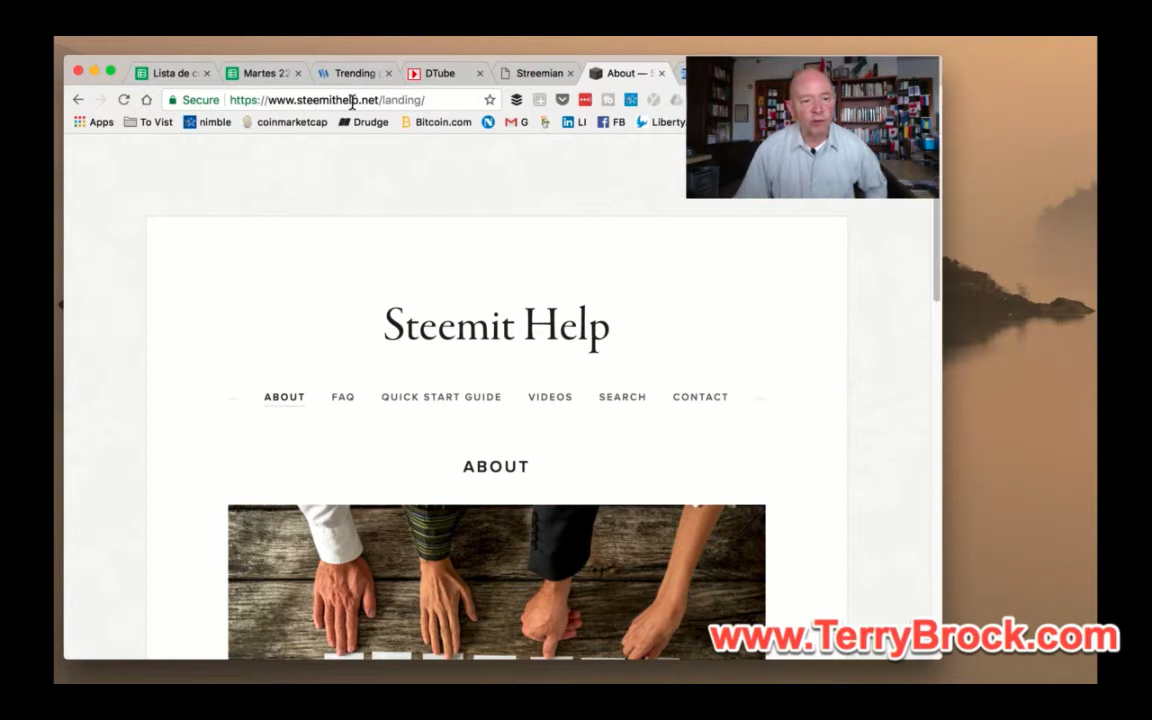 Lista de c
Martes 22
Trending
DTube
Streemian
About — S
Secure
https://www.steemithelp.net/landing/
Apps
To Vist
nimble
coinmarketcap
Drudge
Bitcoin.com
G
LI
FB
Liberty
Steemit Help
ABOUT
FAQ
QUICK START GUIDE
VIDEOS
SEARCH
CONTACT
ABOUT
www.TerryBrock.com